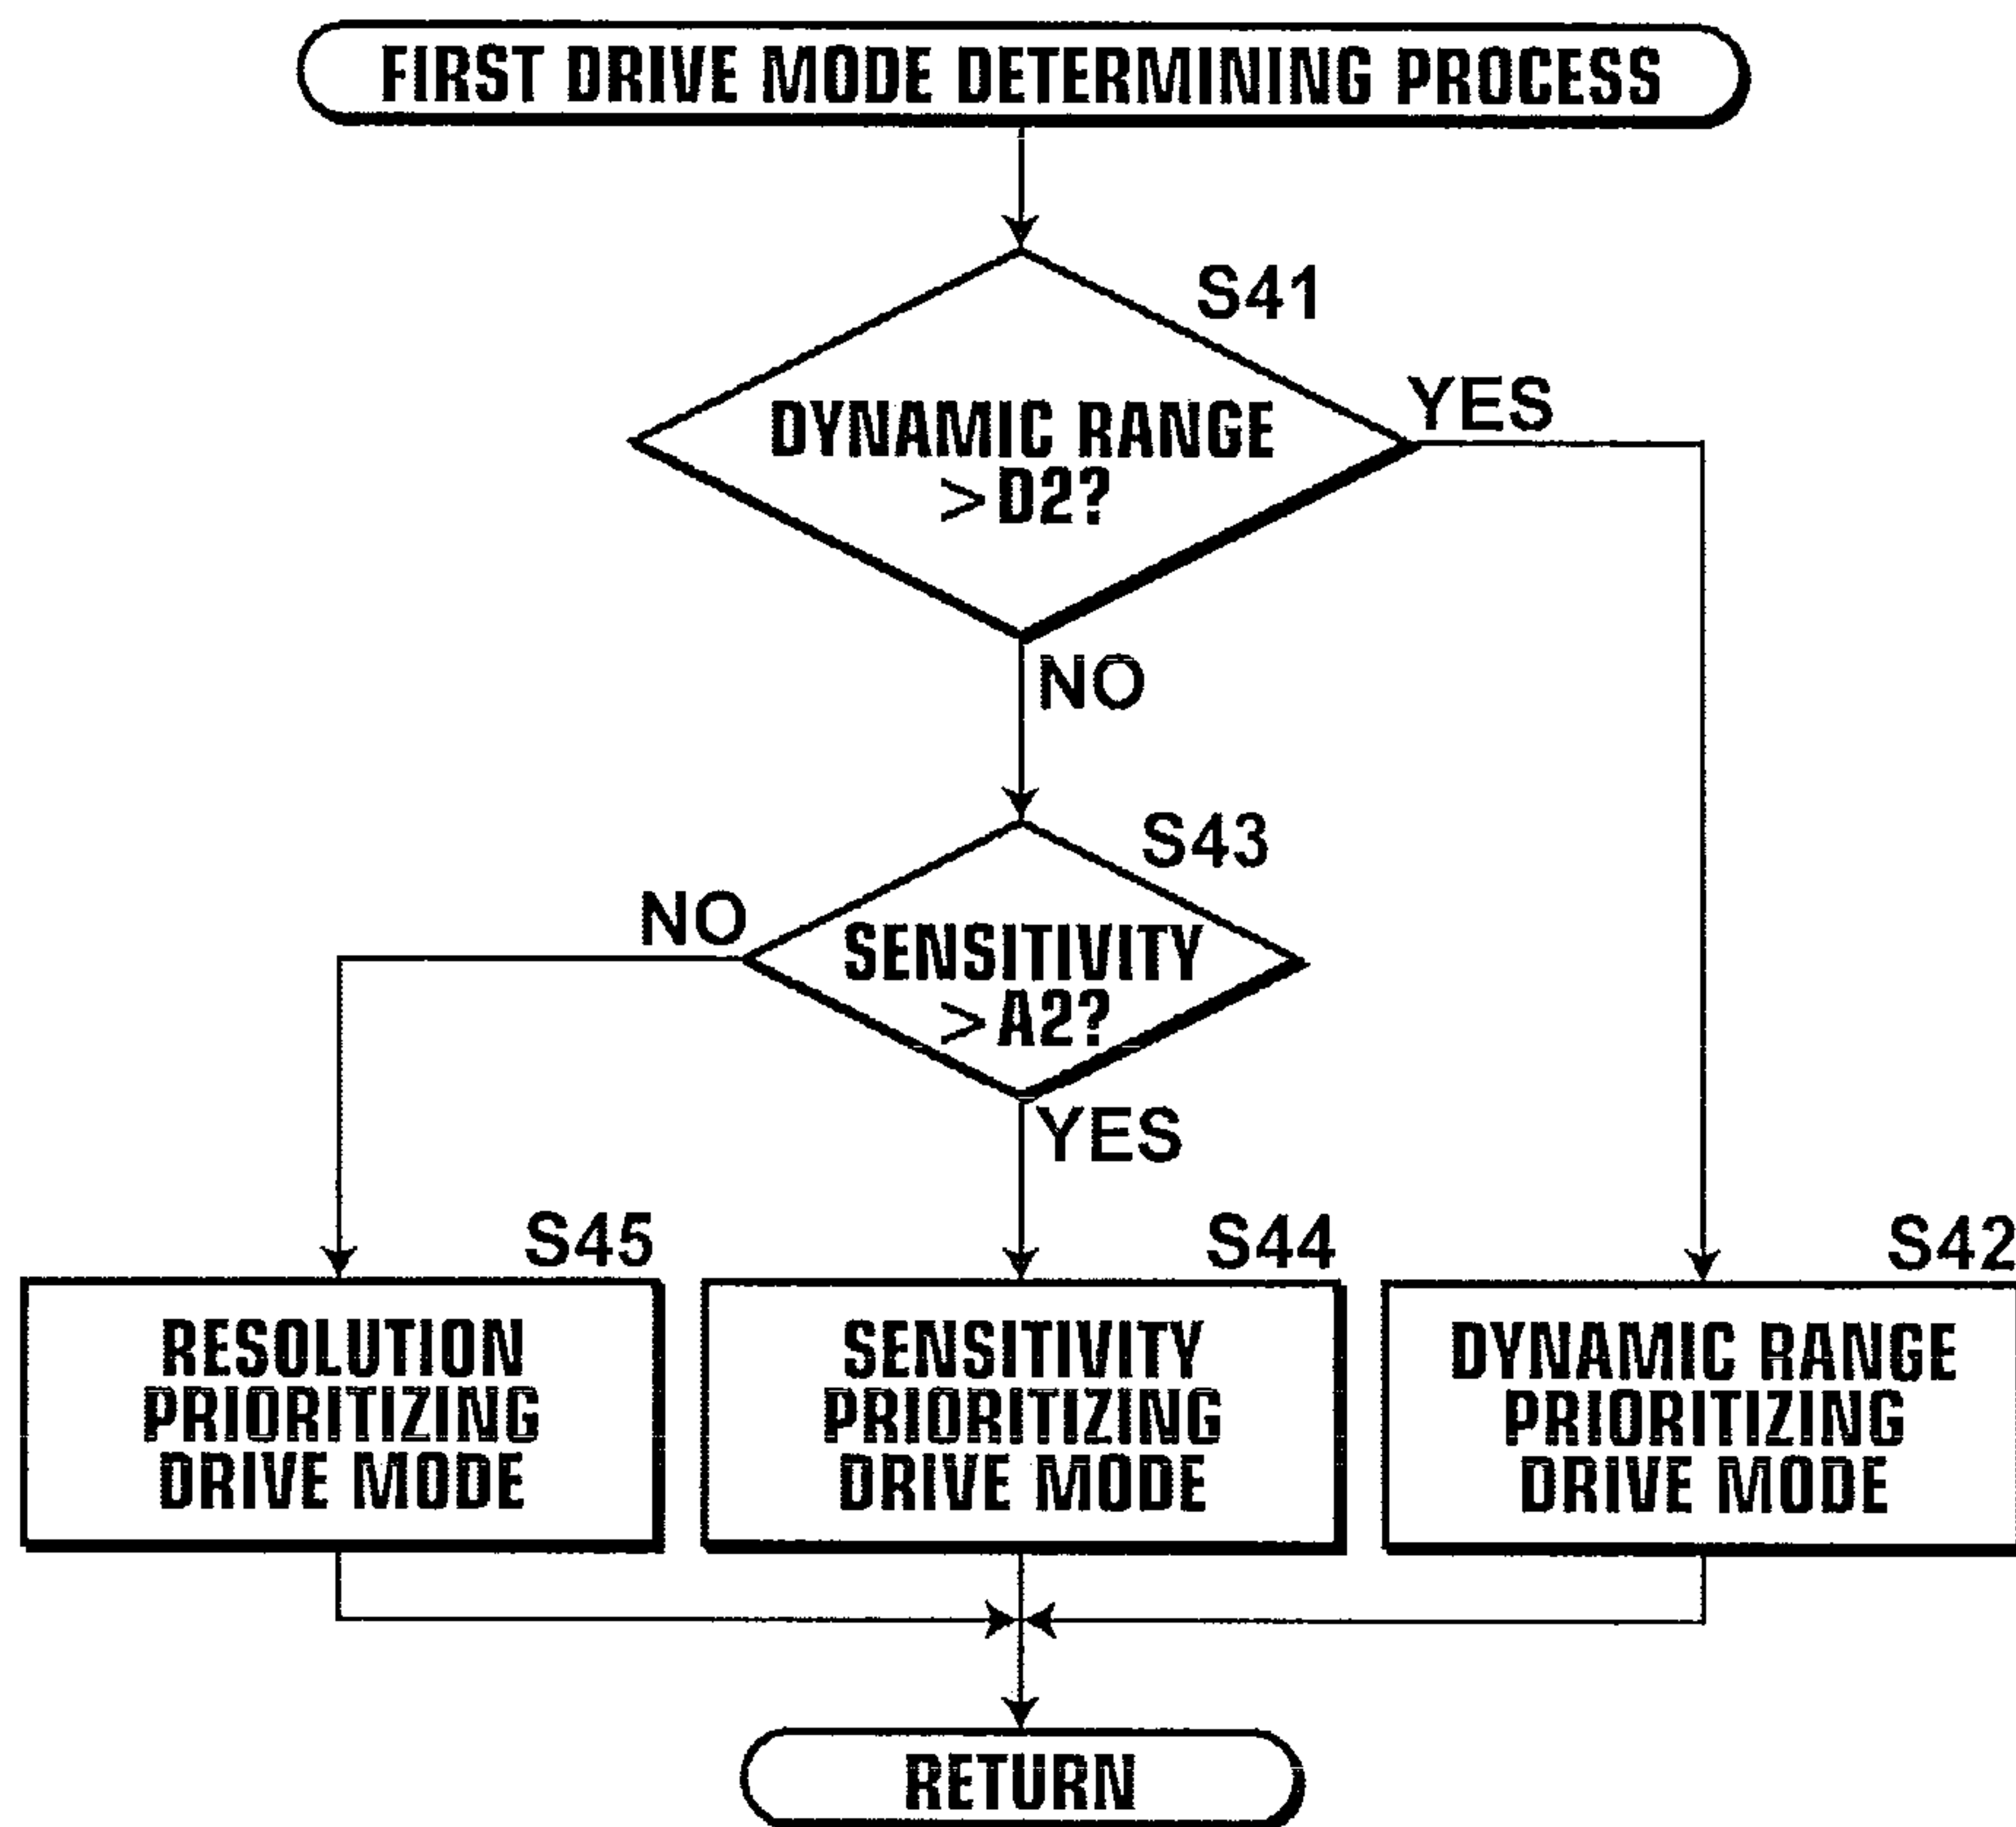 FIRST DRIVE MODE DETERMINING PROCESS
S41
DYNAMIC RANGE
>D2?
YES
NO
S43
SENSITIVITY
>A2?
NO
YES
S45
RESOLUTION
PRIORITIZING
DRIVE MODE
S44
SENSITIVITY
PRIORITIZING
DRIVE MODE
S42
DYNAMIC RANGE
PRIORITIZING
DRIVE MODE
RETURN